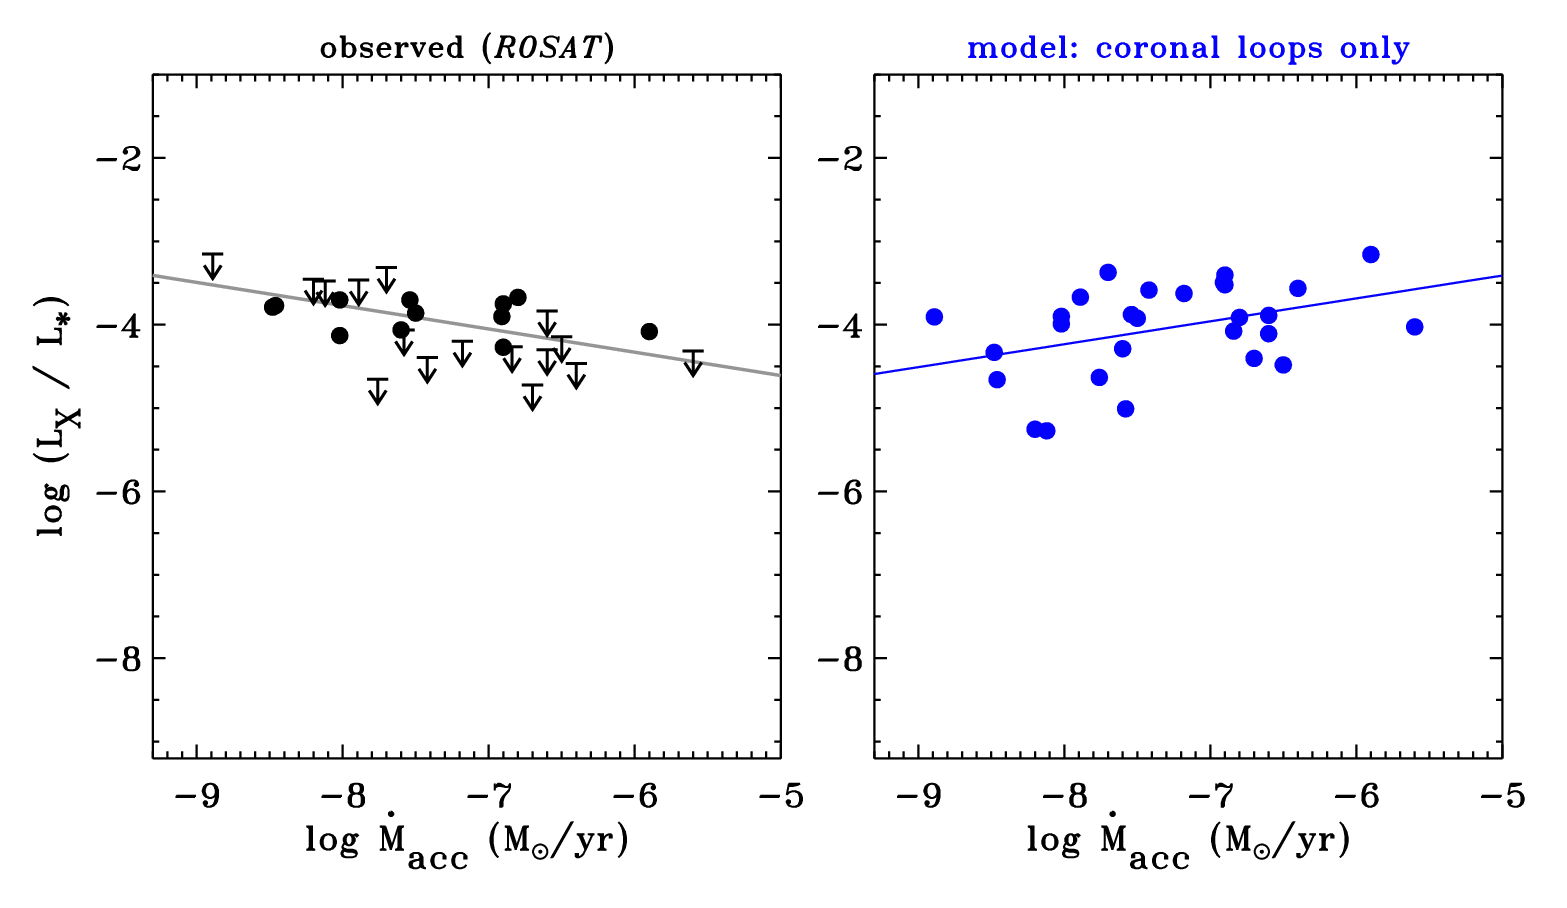 observed (ROSAT)
model: coronal loops only
log (L_X / L_*)
−2
−4
−6
−8
−2
−4
−6
−8
−9 −8 −7 −6 −5
−9 −8 −7 −6 −5
log Ṁ_acc (M_⊙/yr)
log Ṁ_acc (M_⊙/yr)